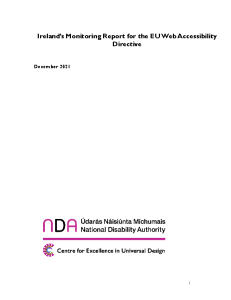 Ireland's Monitoring Report for the EU Web Accessibility
Directive
December 2021
NDA
Údarás Náisiúnta Míchumais
National Disability Authority
Centre for Excellence in Universal Design
1